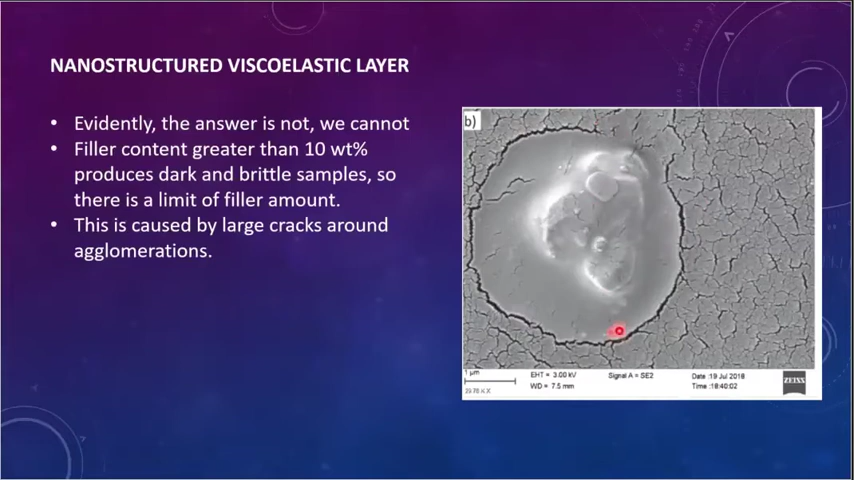 NANOSTRUCTURED VISCOELASTIC LAYER
• Evidently, the answer is not, we cannot
• Filler content greater than 10 wt%
produces dark and brittle samples, so
there is a limit of filler amount.
• This is caused by large cracks around
agglomerations.
b)
1 µm
EHT = 3.00 kV
Signal A = SE2
Date :19 Jul 2018
ZEISS
29.78 K X
WD = 7.5 mm
Time :18:40:02